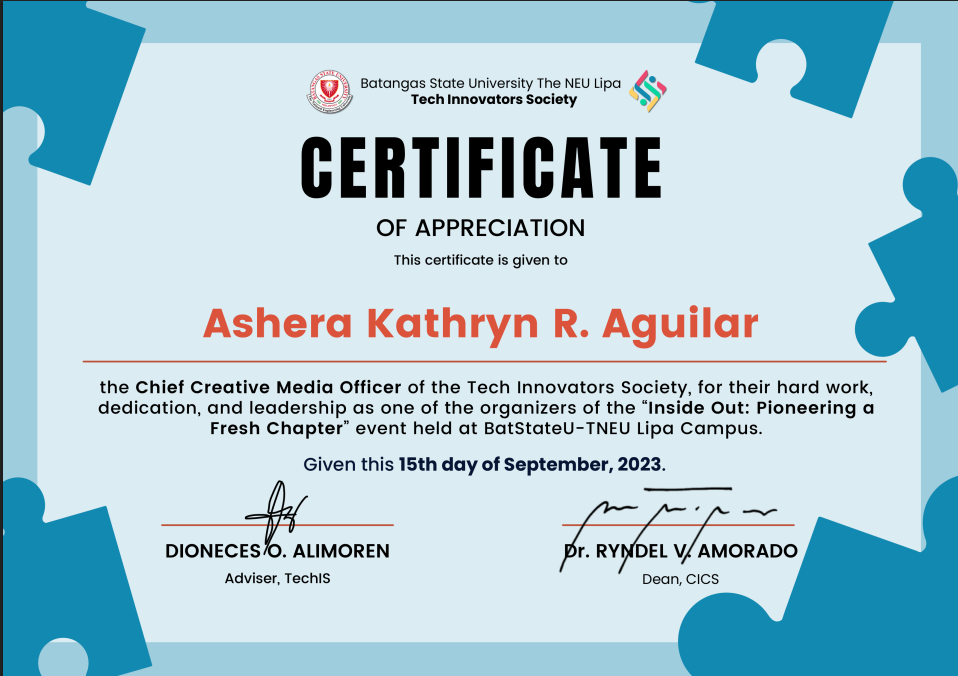 Batangas State University The NEU Lipa
Tech Innovators Society
CERTIFICATE
OF APPRECIATION
This certificate is given to
Ashera Kathryn R. Aguilar
the Chief Creative Media Officer of the Tech Innovators Society, for their hard work,
dedication, and leadership as one of the organizers of the “Inside Out: Pioneering a
Fresh Chapter” event held at BatStateU-TNEU Lipa Campus.
Given this 15th day of September, 2023.
DIONECES O. ALIMOREN
Adviser, TechIS
Dr. RYNDEL V. AMORADO
Dean, CICS